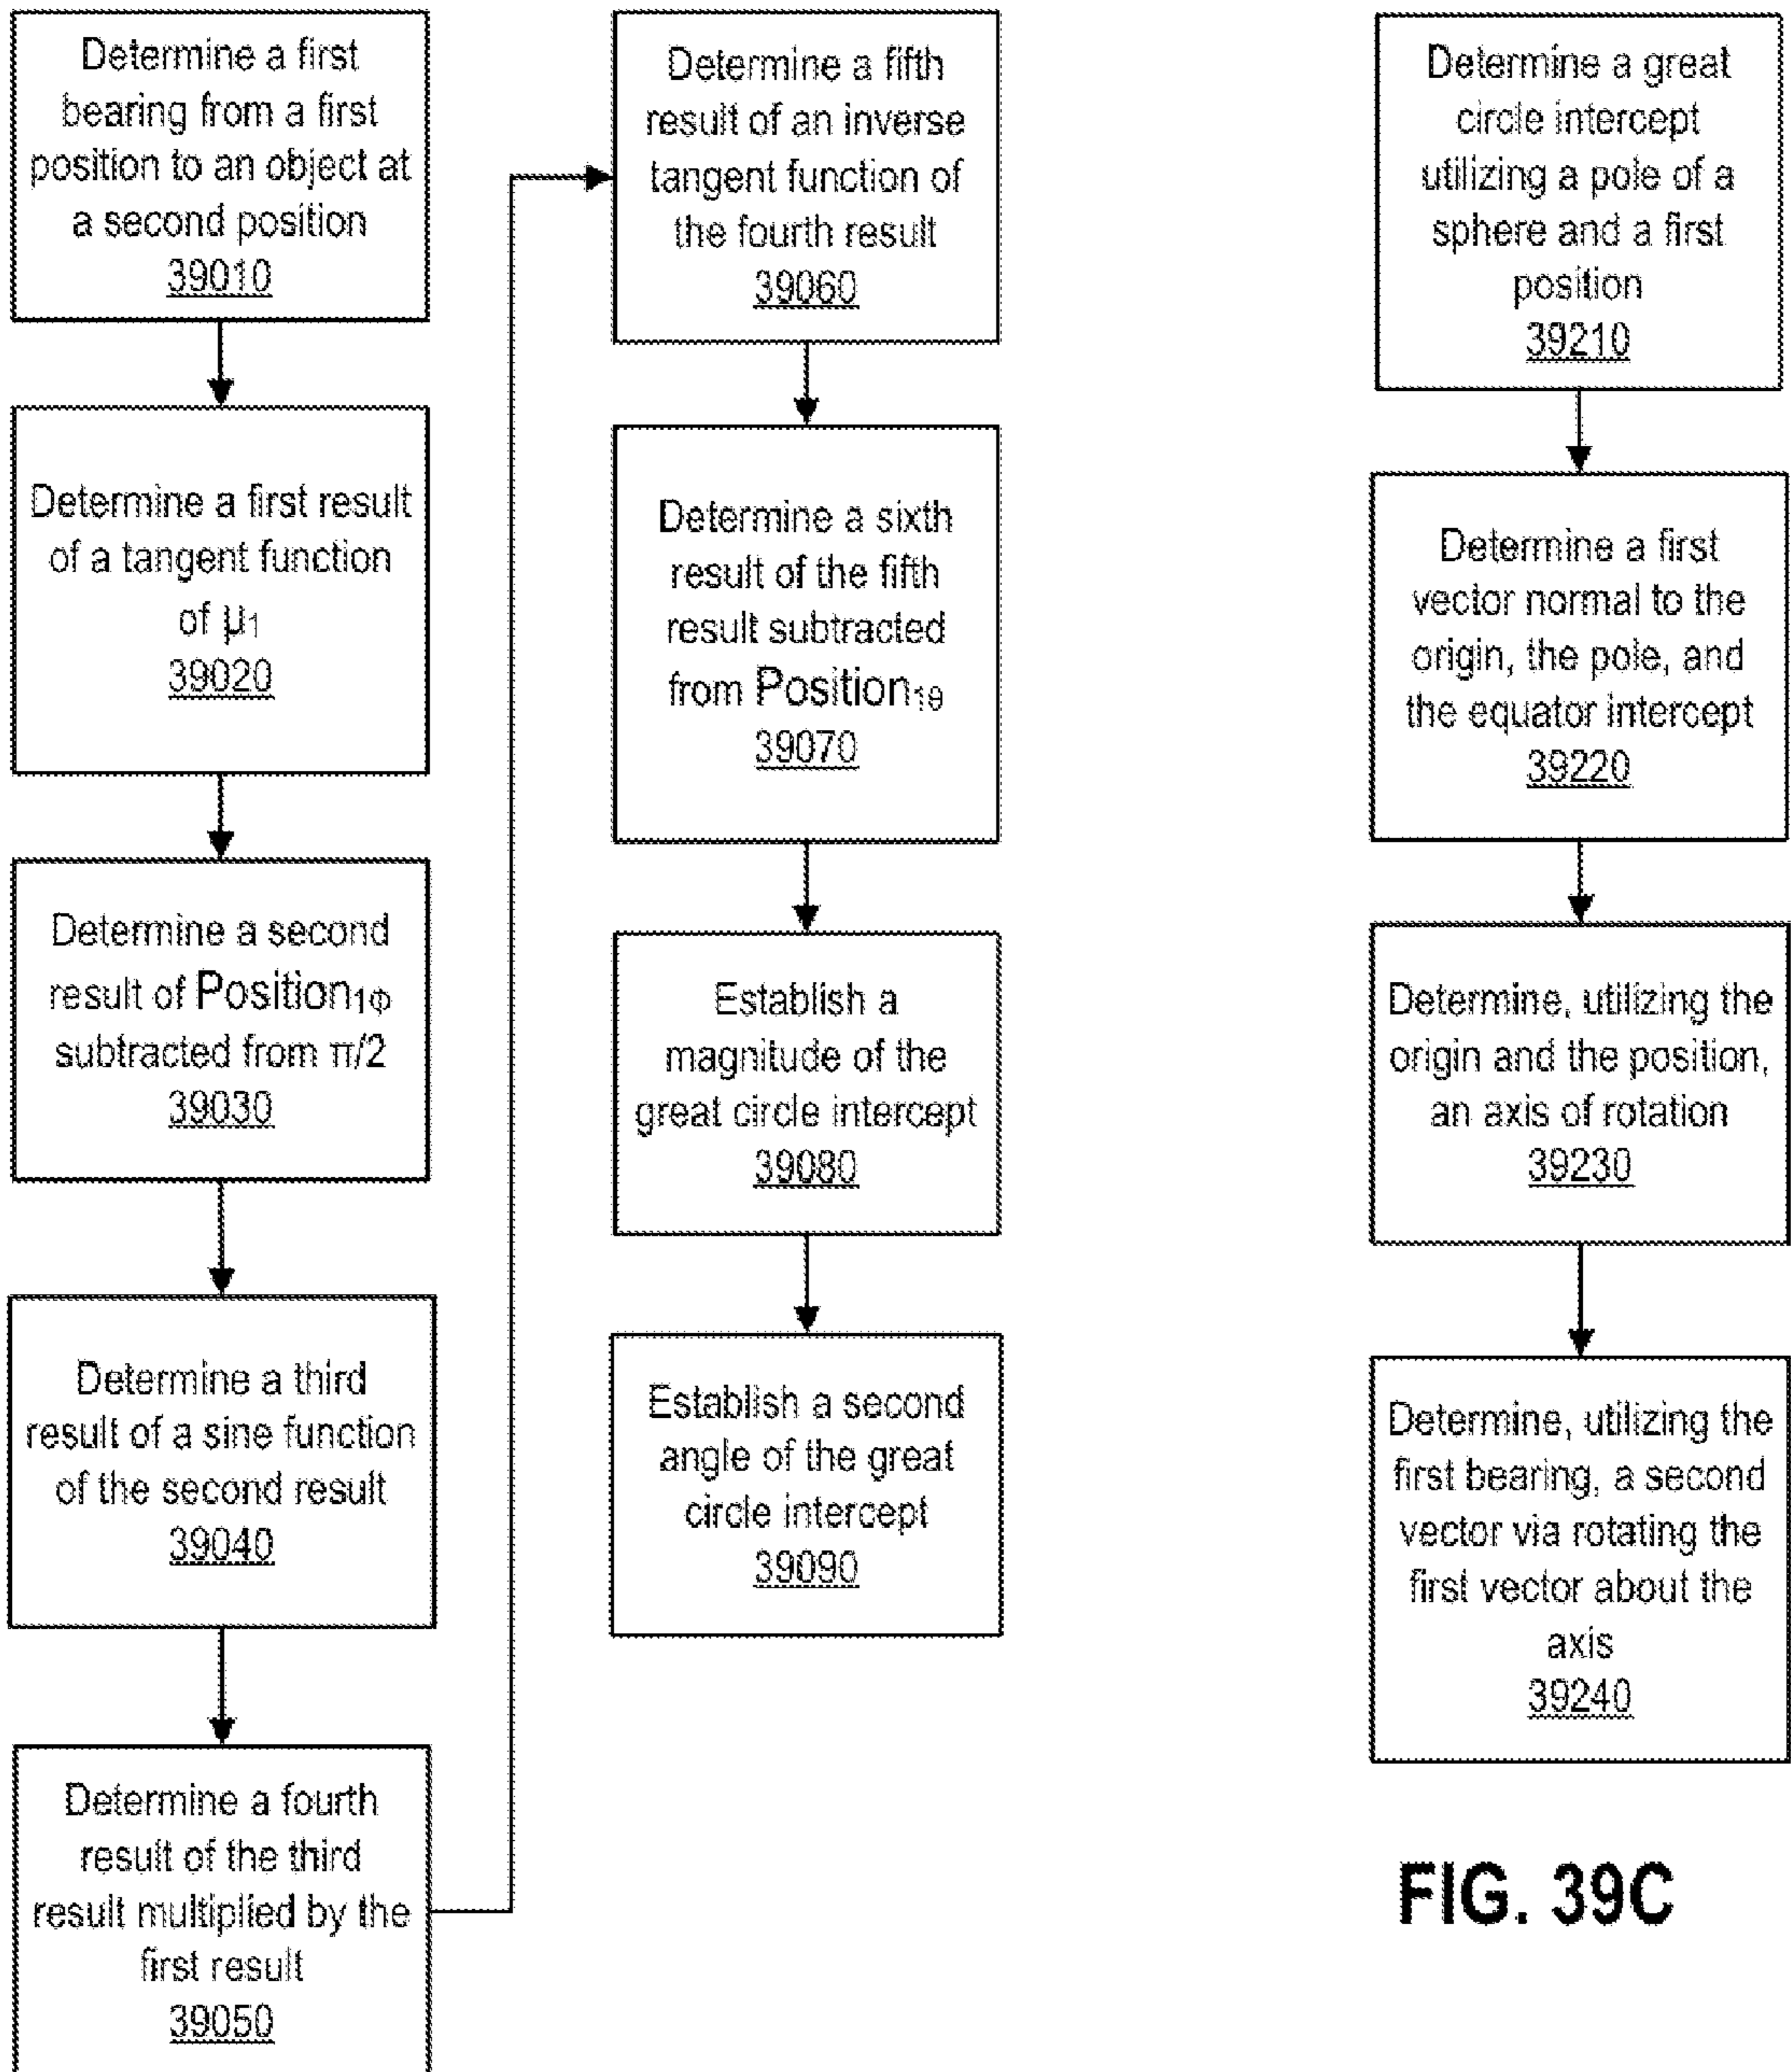 Determine a first
bearing from a first
position to an object at
a second position
39010
Determine a first result
of a tangent function
of μ1
39020
Determine a second
result of Position1Φ
subtracted from π/2
39030
Determine a third
result of a sine function
of the second result
39040
Determine a fourth
result of the third
result multiplied by the
first result
39050
Determine a fifth
result of an inverse
tangent function of
the fourth result
39060
Determine a sixth
result of the fifth
result subtracted
from Position1θ
39070
Establish a
magnitude of the
great circle intercept
39080
Establish a second
angle of the great
circle intercept
39090
Determine a great
circle intercept
utilizing a pole of a
sphere and a first
position
39210
Determine a first
vector normal to the
origin, the pole, and
the equator intercept
39220
Determine, utilizing the
origin and the position,
an axis of rotation
39230
Determine, utilizing the
first bearing, a second
vector via rotating the
first vector about the
axis
39240
FIG. 39C